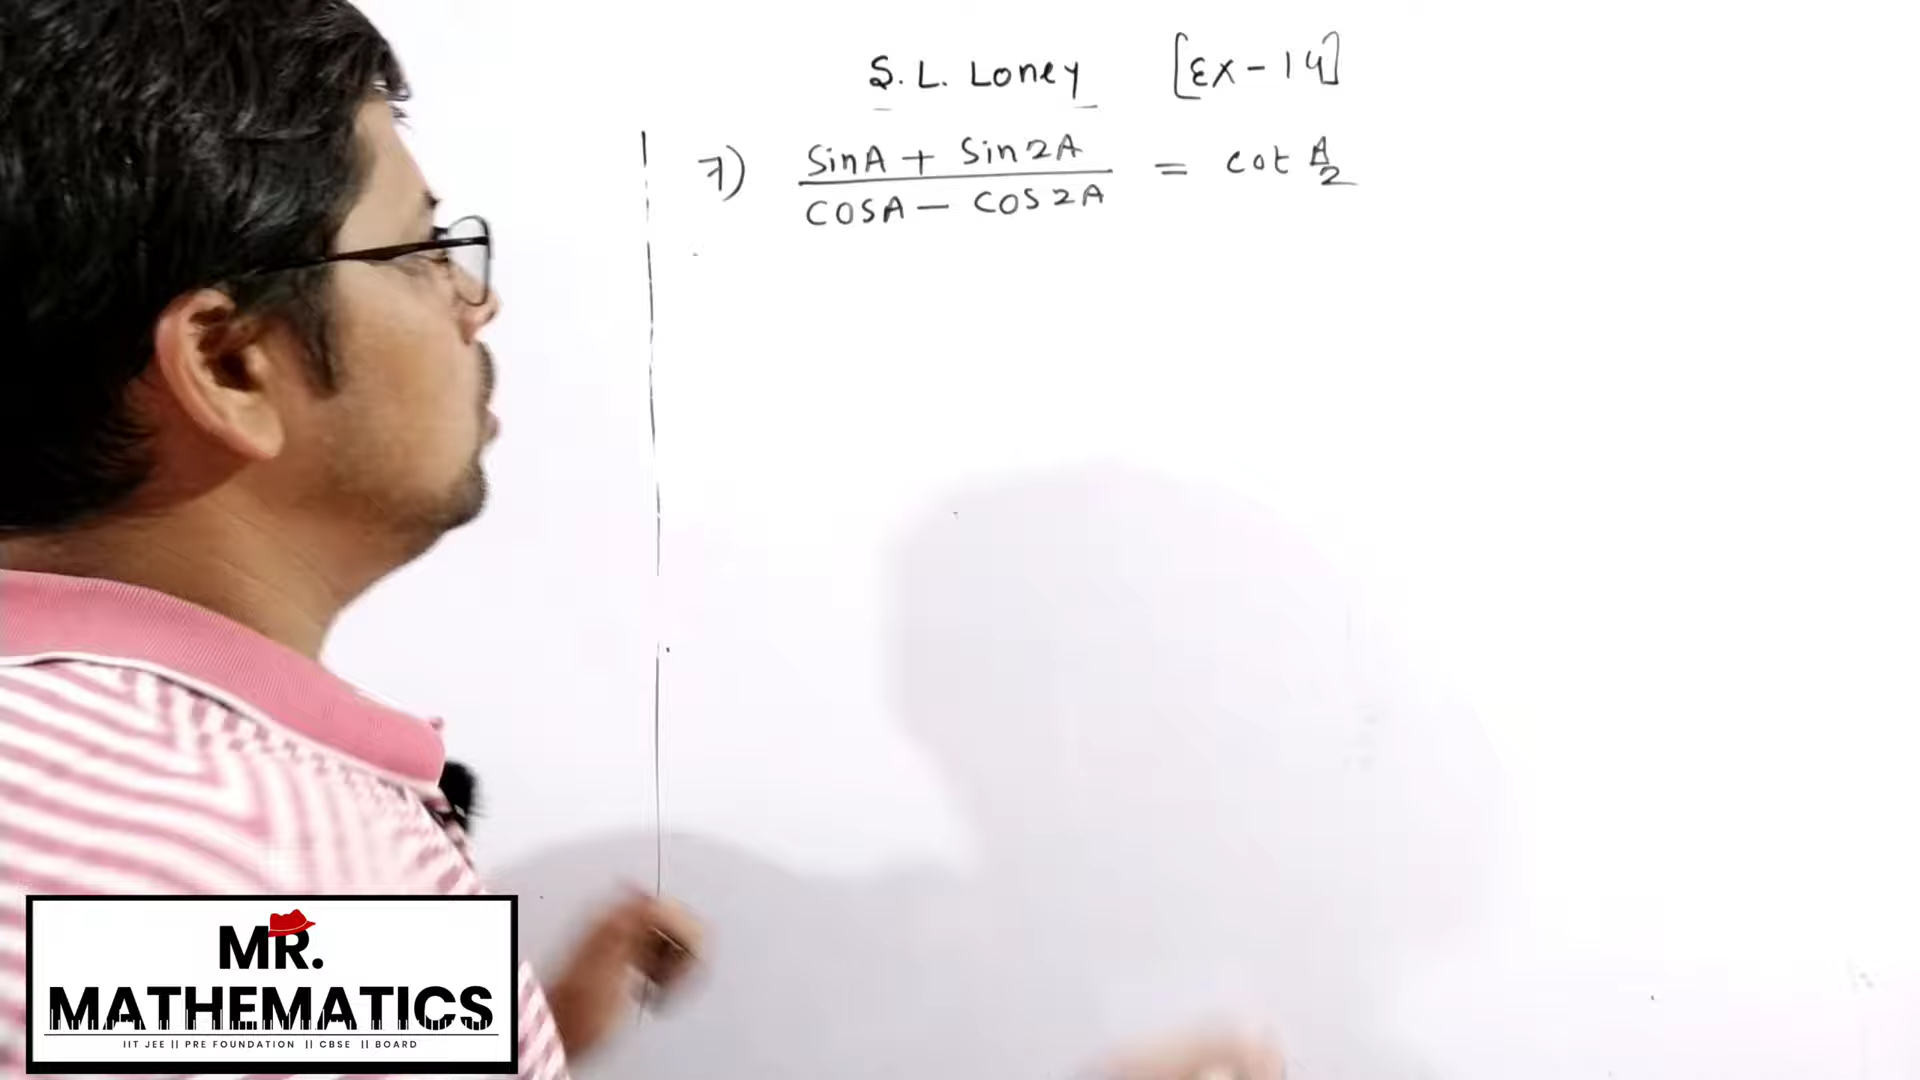 S. L. Loney [Ex-14]
7) SinA + Sin2A / COSA - COS2A = cot A/2
MR.
MATHEMATICS
IIT JEE || PRE FOUNDATION || CBSE || BOARD